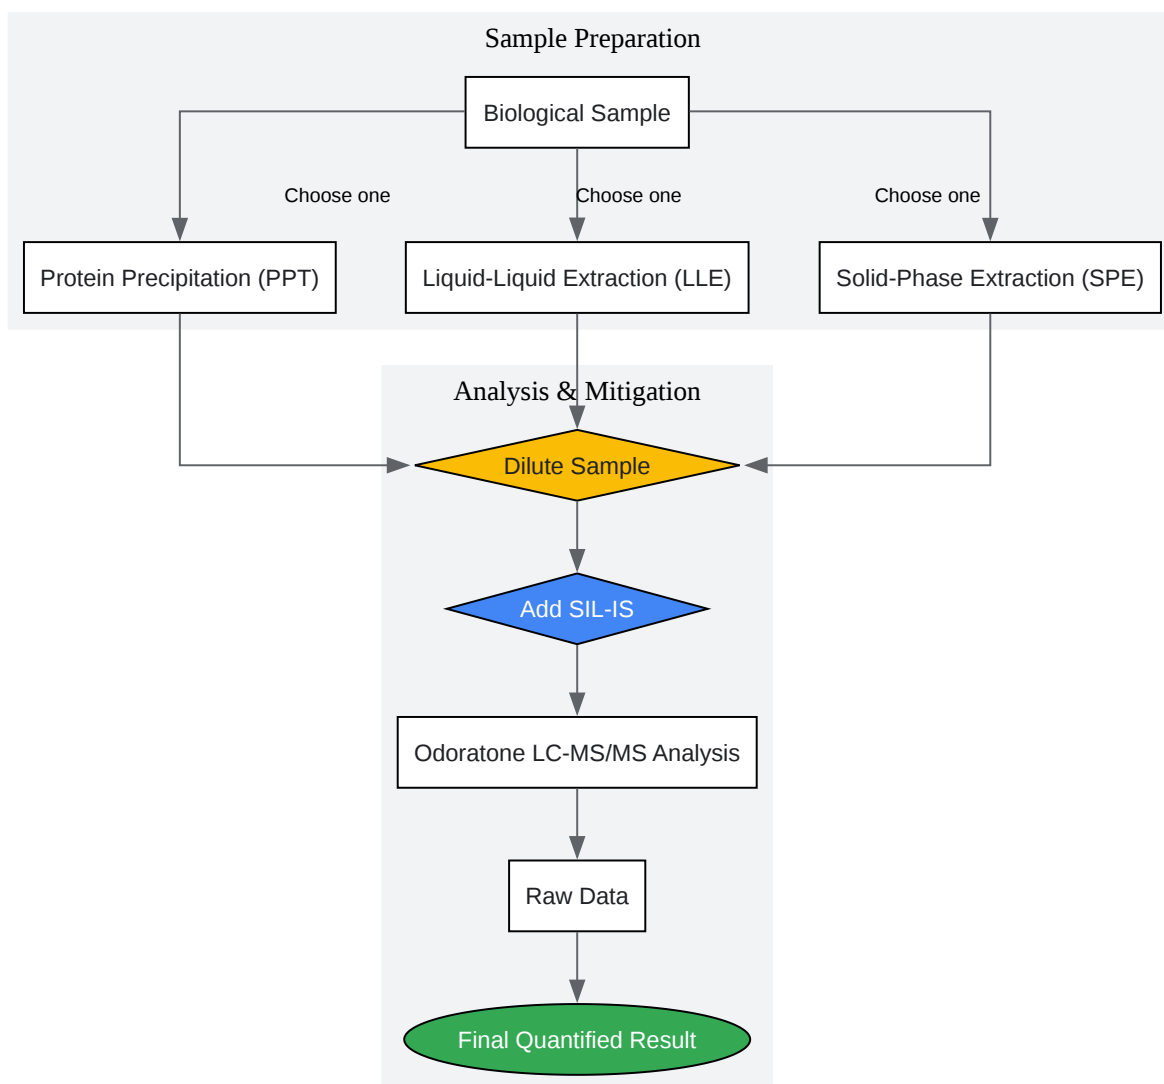 Sample Preparation
Biological Sample
Choose one
Choose one
Choose one
Protein Precipitation (PPT)
Liquid-Liquid Extraction (LLE)
Solid-Phase Extraction (SPE)
Analysis & Mitigation
Dilute Sample
Add SIL-IS
Odoratone LC-MS/MS Analysis
Raw Data
Final Quantified Result